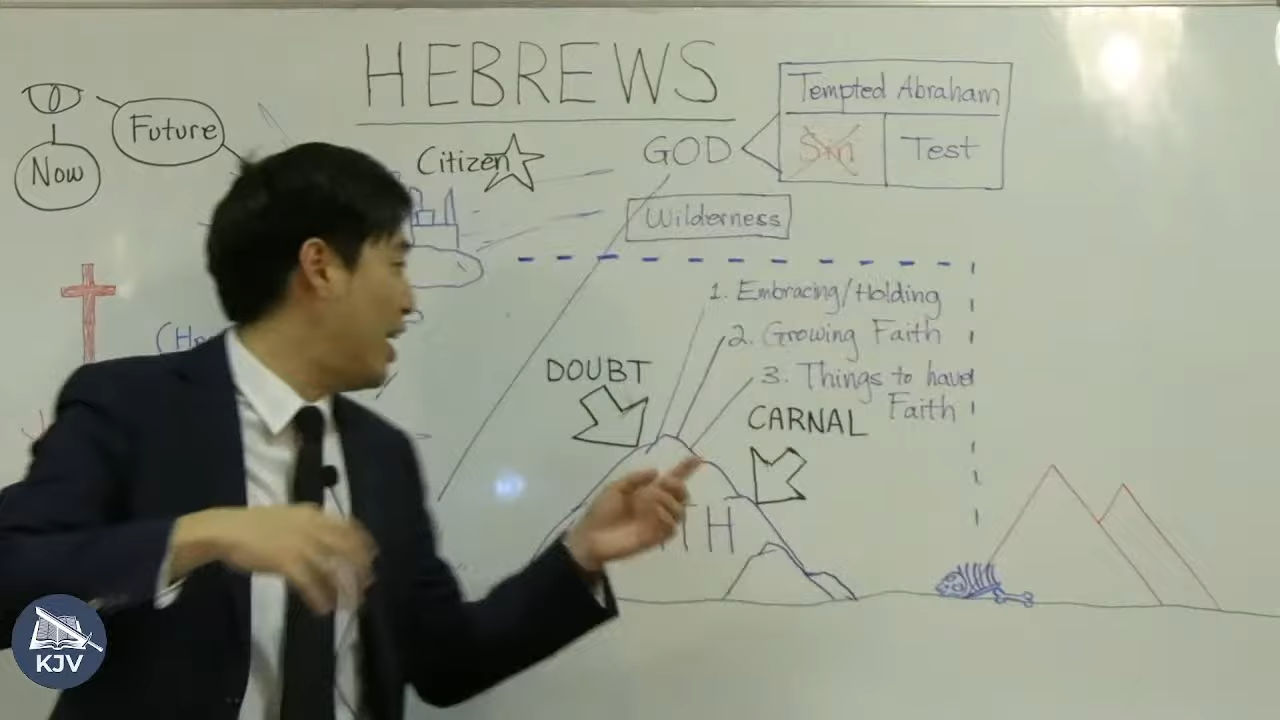 HEBREWS
Future
Now
Citizen
GOD
Tempted Abraham
Sin
Test
Wilderness
1. Embracing/Holding
2. Growing Faith
3. Things to have
Faith
DOUBT
CARNAL
TH
KJV